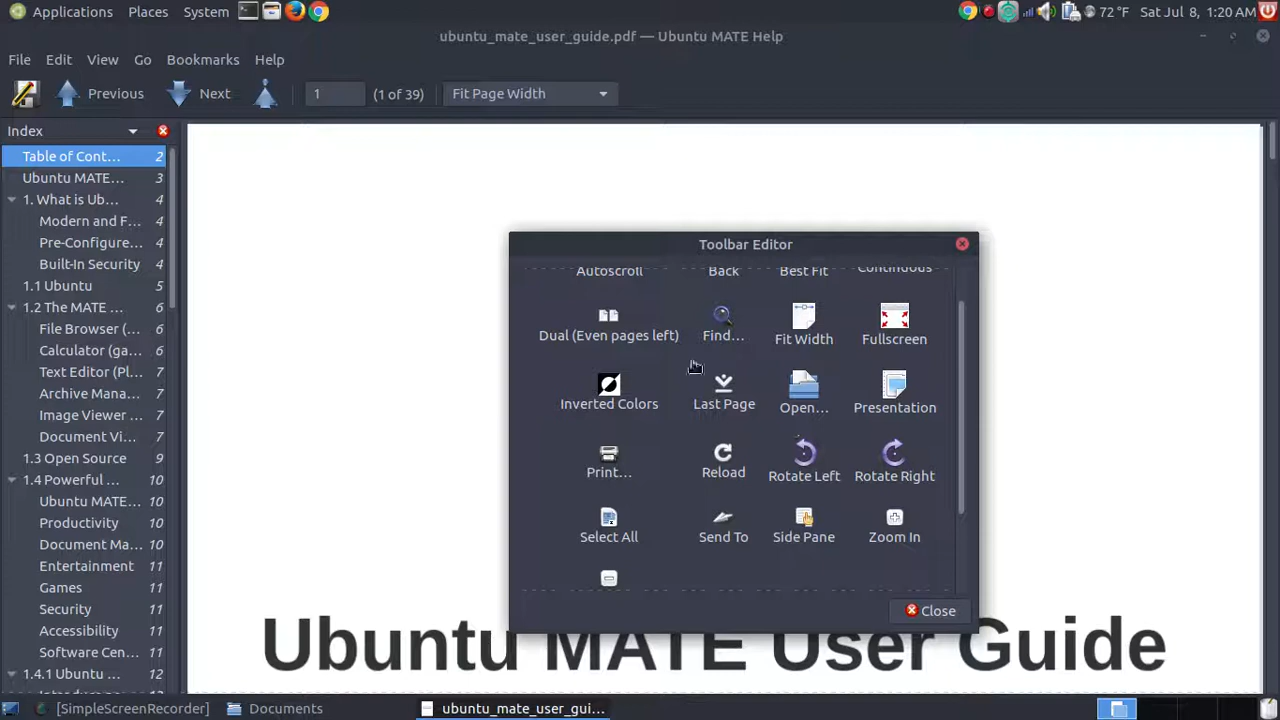 Applications Places System 72 °F Sat Jul 8, 1:20 AM
ubuntu_mate_user_guide.pdf — Ubuntu MATE Help
File Edit View Go Bookmarks Help
Previous Next 1 (1 of 39) Fit Page Width
Index
Table of Cont... 2
Ubuntu MATE... 3
1. What is Ub... 4
Modern and F... 4
Pre-Configure... 4
Built-In Security 4
1.1 Ubuntu 5
1.2 The MATE ... 6
File Browser (... 6
Calculator (ga... 6
Text Editor (Pl... 7
Archive Mana... 7
Image Viewer ... 7
Document Vi... 7
1.3 Open Source 9
1.4 Powerful ... 10
Ubuntu MATE... 10
Productivity 10
Document Ma... 10
Entertainment 11
Games 11
Security 11
Accessibility 11
Software Cen... 11
1.4.1 Ubuntu ... 12
Toolbar Editor
Autoscroll Back Best Fit Continuous
Dual (Even pages left) Find... Fit Width Fullscreen
Inverted Colors Last Page Open... Presentation
Print... Reload Rotate Left Rotate Right
Select All Send To Side Pane Zoom In
Close
Ubuntu MATE User Guide
[SimpleScreenRecorder] Documents ubuntu_mate_user_gui...